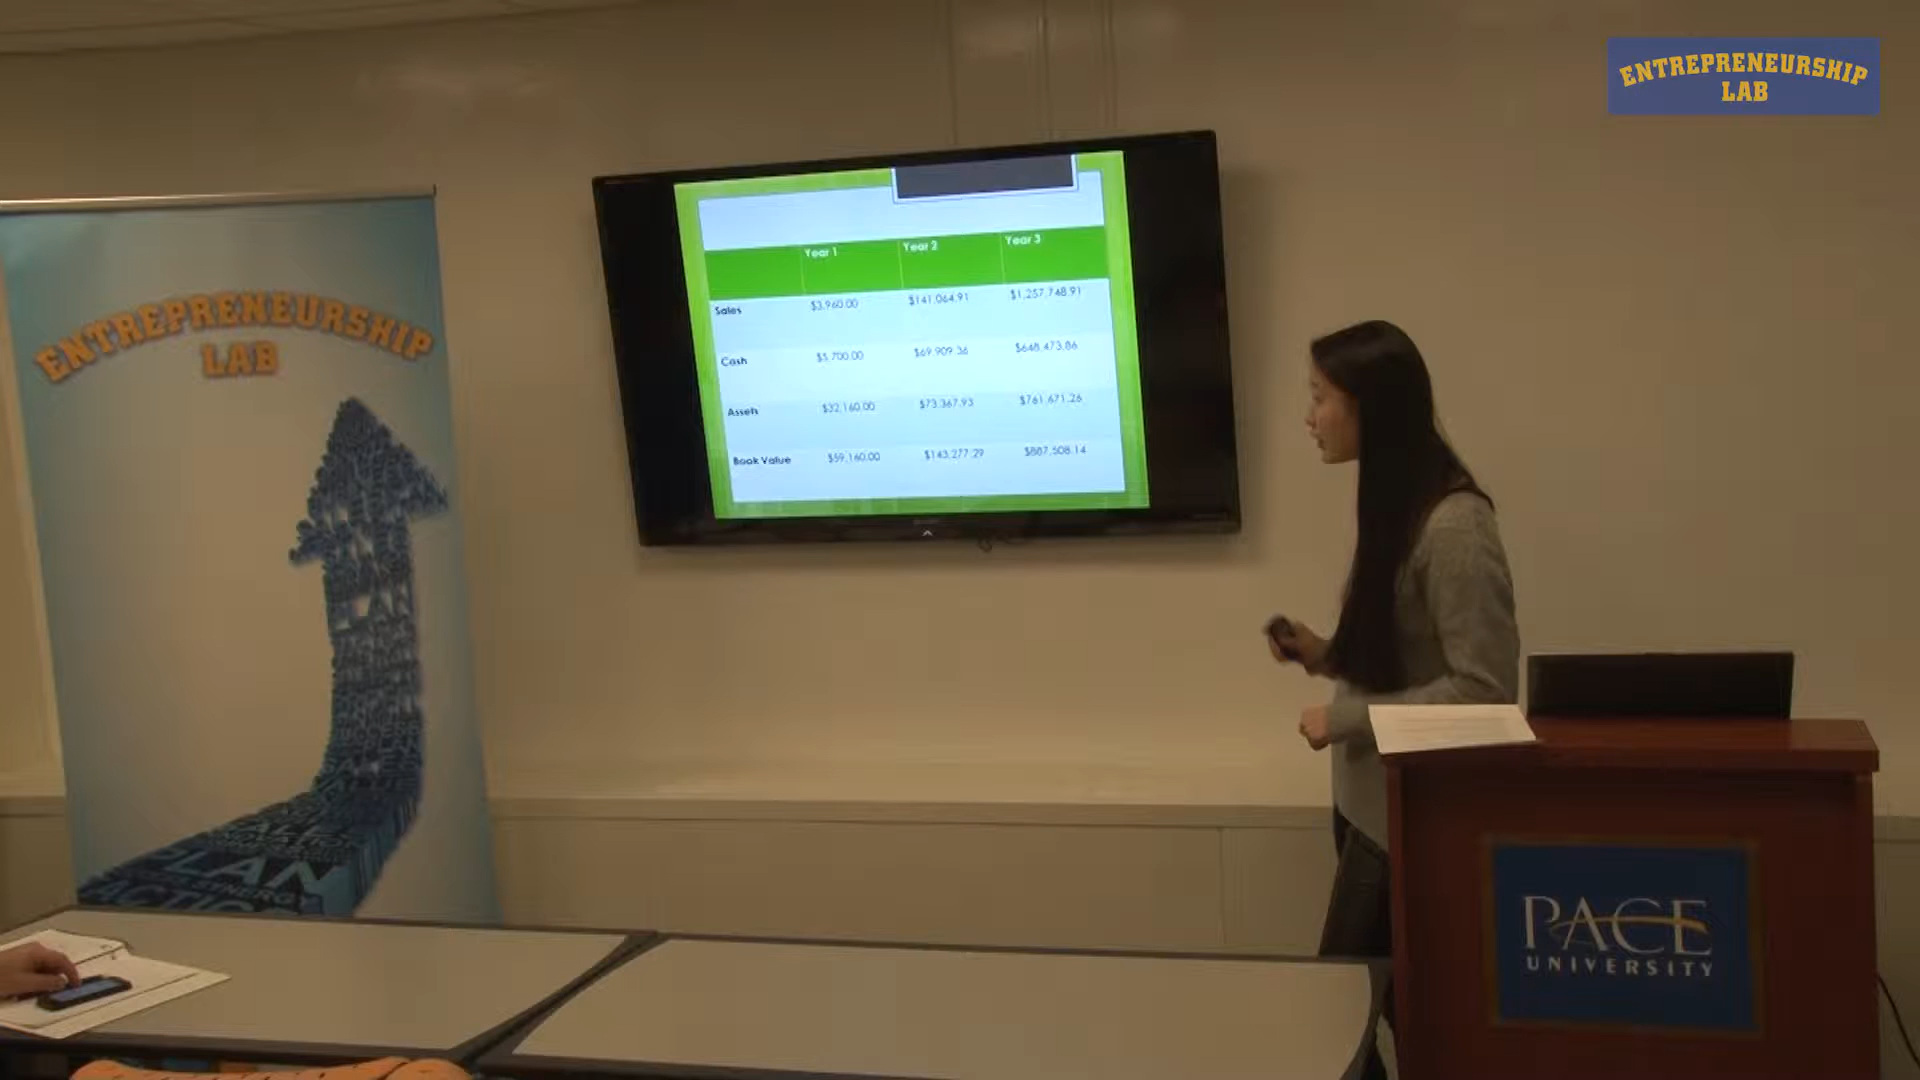 ENTREPRENEURSHIP
LAB
ENTREPRENEURSHIP
LAB
Year 1 Year 2 Year 3
Sales $3,960.00 $141,064.91 $1,257,748.91
Cash $5,700.00 $69,909.36 $648,473.86
Assets $32,160.00 $73,367.93 $761,671.26
Book Value $59,160.00 $143,277.29 $887,508.14
PLAN
ACTIO
PACE
UNIVERSITY